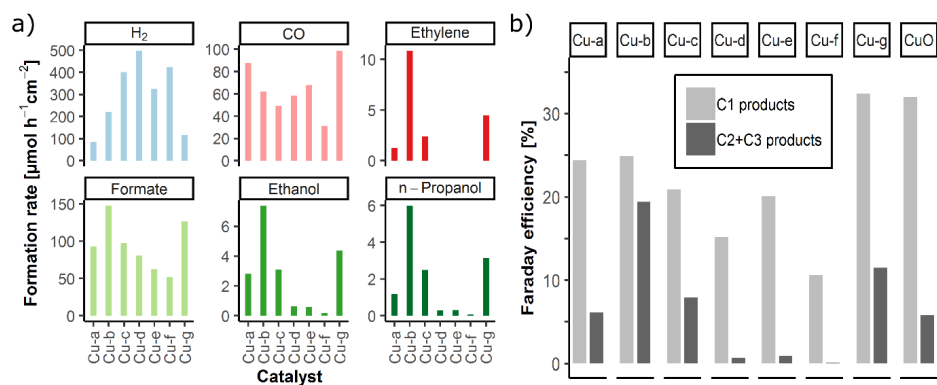 a)
H₂ CO Ethylene
500 400 300 200 100 0
100 80 60 40 20 0
10 5 0
Formate Ethanol n – Propanol
150 100 50 0
6 4 2 0
6 4 2 0
Formation rate [µmol h⁻¹cm⁻²]
Cu-a Cu-b Cu-c Cu-d Cu-e Cu-f Cu-g
Cu-a Cu-b Cu-c Cu-d Cu-e Cu-f Cu-g
Cu-a Cu-b Cu-c Cu-d Cu-e Cu-f Cu-g
Catalyst
b)
Cu-a Cu-b Cu-c Cu-d Cu-e Cu-f Cu-g CuO
C1 products
C2+C3 products
Faraday efficiency [%]
30
20
10
0